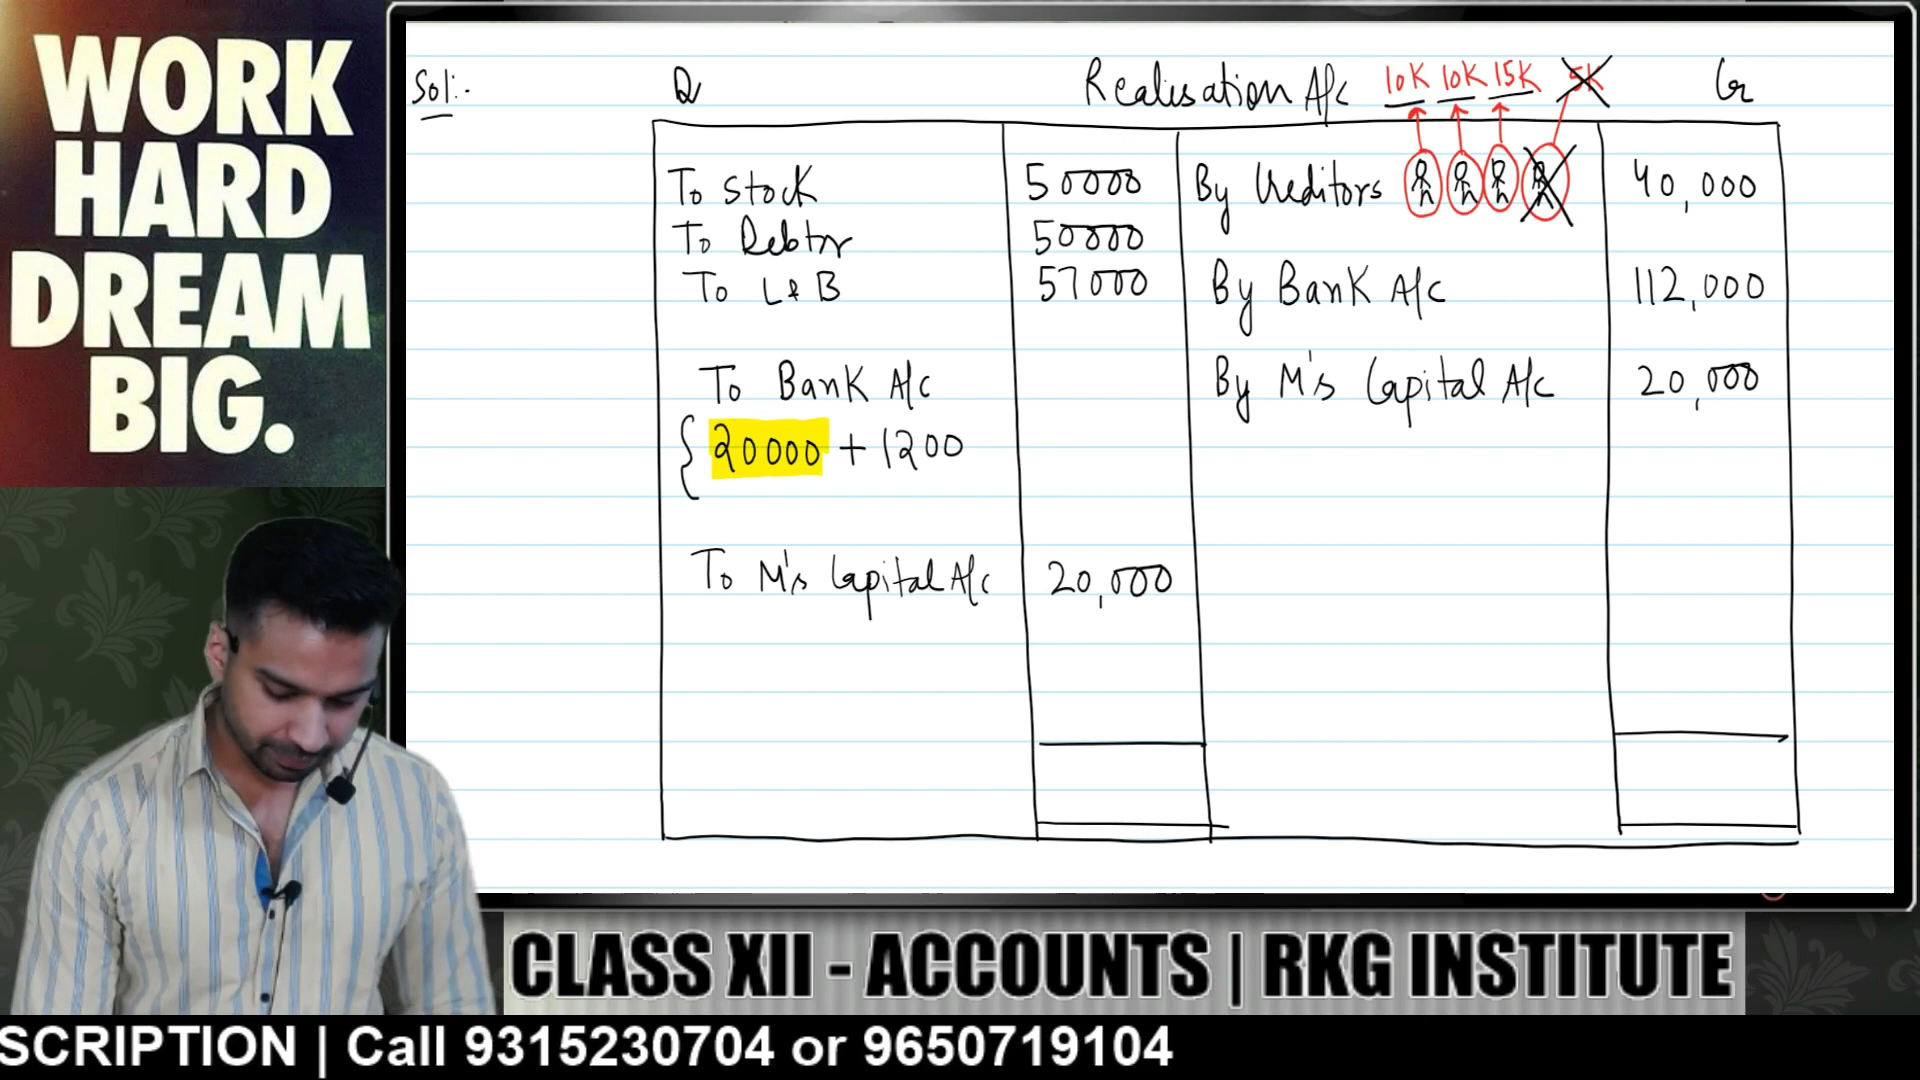 WORK
HARD
DREAM
BIG.
Sol:-
Dr
Realisation A/c
10K 10K 15K 5K
Cr
To Stock 50000 By Creditors 40,000
To Debtor 50000
To L&B 57000 By Bank A/c 112,000
To Bank A/c By M's Capital A/c 20,000
{ 20000 + 1200
To M's Capital A/c 20,000
CLASS XII - ACCOUNTS | RKG INSTITUTE
SCRIPTION | Call 9315230704 or 9650719104